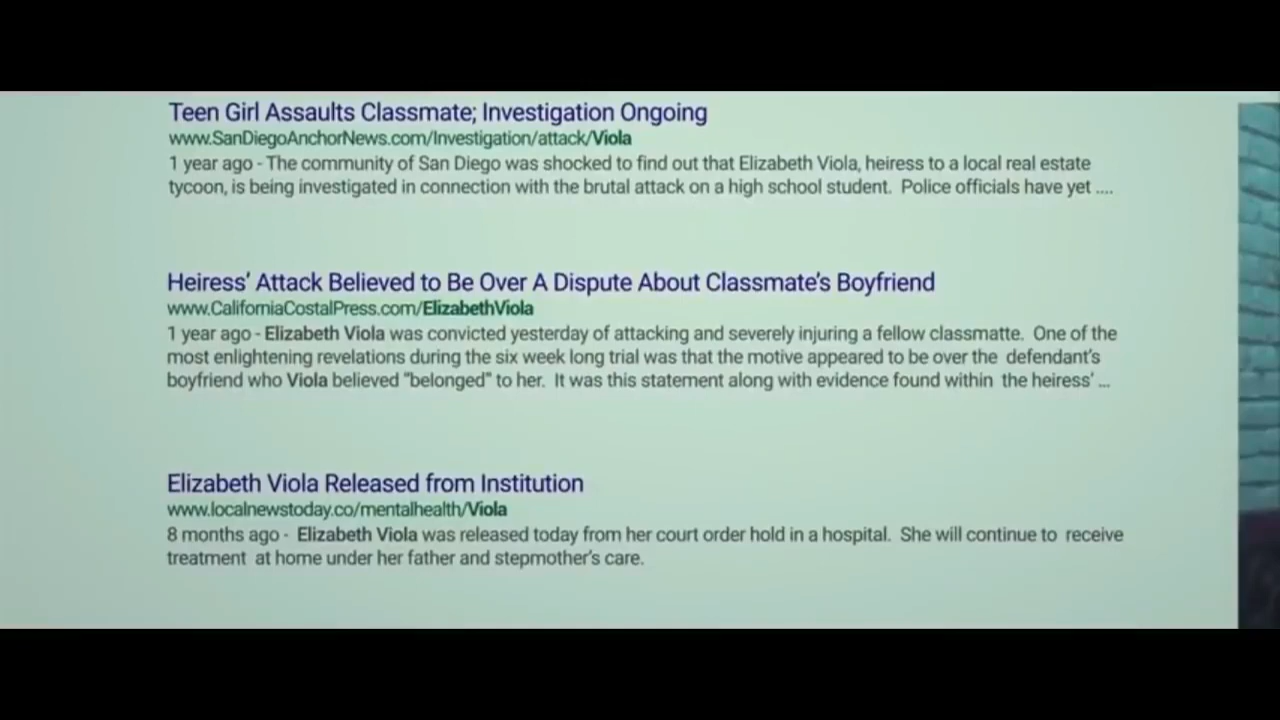 Teen Girl Assaults Classmate; Investigation Ongoing
www.SanDiegoAnchorNews.com/Investigation/attack/Viola
1 year ago - The community of San Diego was shocked to find out that Elizabeth Viola, heiress to a local real estate
tycoon, is being investigated in connection with the brutal attack on a high school student.  Police officials have yet ....
Heiress' Attack Believed to Be Over A Dispute About Classmate's Boyfriend
www.CaliforniaCostalPress.com/ElizabethViola
1 year ago - Elizabeth Viola was convicted yesterday of attacking and severely injuring a fellow classmatte.  One of the
most enlightening revelations during the six week long trial was that the motive appeared to be over the  defendant's
boyfriend who Viola believed "belonged" to her.  It was this statement along with evidence found within  the heiress' ...
Elizabeth Viola Released from Institution
www.localnewstoday.co/mentalhealth/Viola
8 months ago -  Elizabeth Viola was released today from her court order hold in a hospital.  She will continue to  receive
treatment  at home under her father and stepmother's care.